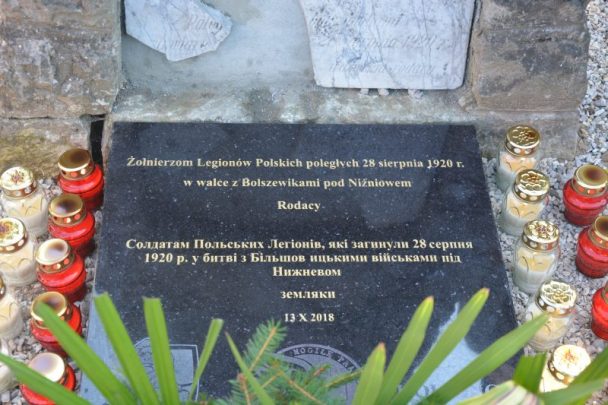 Żołnierzom Legionów Polskich poległych 28 sierpnia 1920 r.
w walce z Bolszewikami pod Niżniowem
Rodacy
Солдатам Польських Легіонів, які загинули 28 серпня
1920 р. у битві з Більшов ицькими військами під
Нижневом
земляки
13 X 2018
MOGIŁĘ